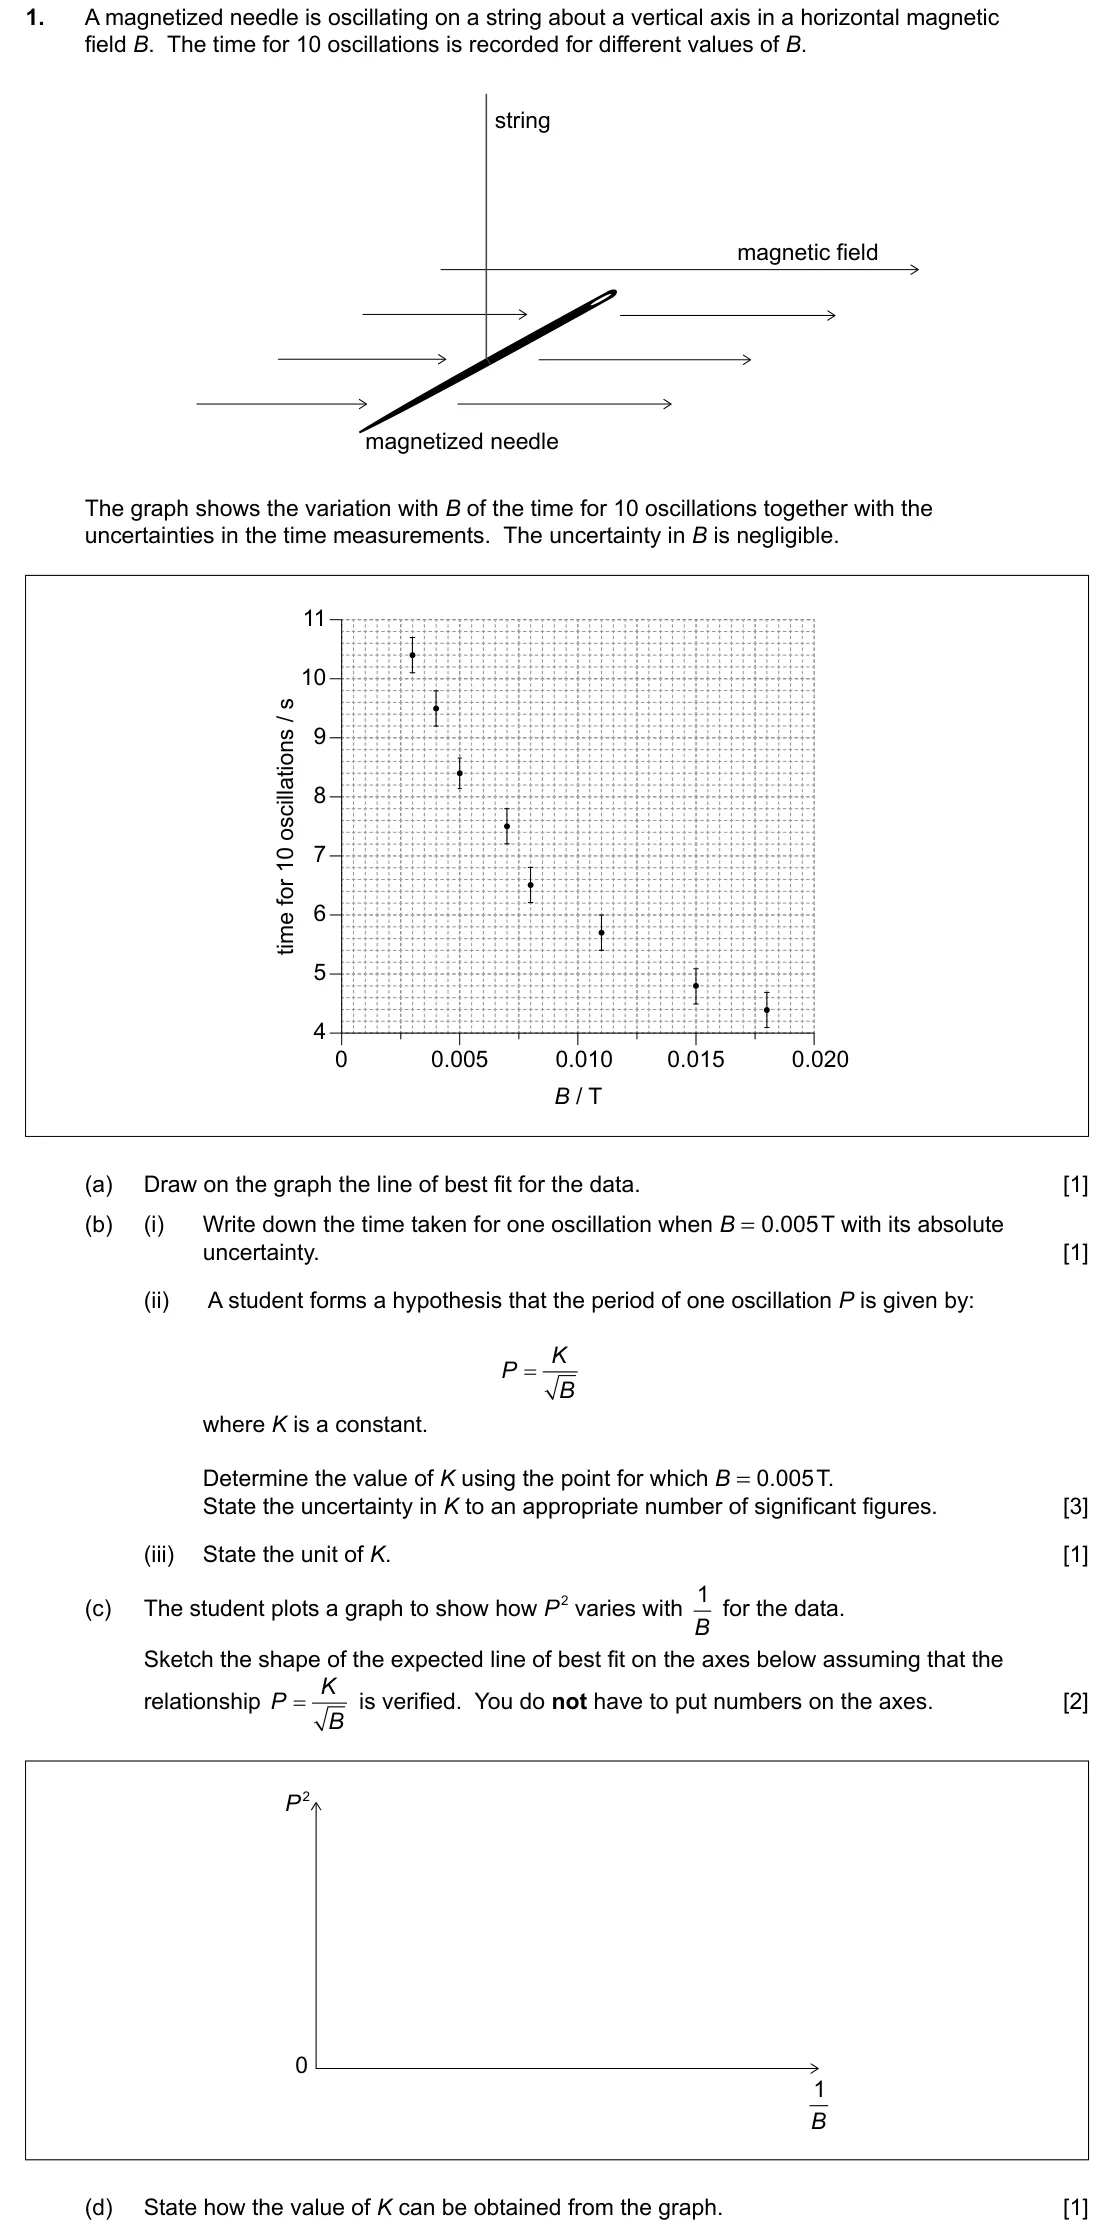 1. A magnetized needle is oscillating on a string about a vertical axis in a horizontal magnetic
field B. The time for 10 oscillations is recorded for different values of B.
string
magnetic field
magnetized needle
The graph shows the variation with B of the time for 10 oscillations together with the
uncertainties in the time measurements. The uncertainty in B is negligible.
time for 10 oscillations / s
11
10
9
8
7
6
5
4
0 0.005 0.010 0.015 0.020
B / T
(a) Draw on the graph the line of best fit for the data. [1]
(b) (i) Write down the time taken for one oscillation when B = 0.005 T with its absolute
uncertainty. [1]
(ii) A student forms a hypothesis that the period of one oscillation P is given by:
P = K/√B
where K is a constant.
Determine the value of K using the point for which B = 0.005 T.
State the uncertainty in K to an appropriate number of significant figures. [3]
(iii) State the unit of K. [1]
(c) The student plots a graph to show how P² varies with 1/B for the data.
Sketch the shape of the expected line of best fit on the axes below assuming that the
relationship P = K/√B is verified. You do not have to put numbers on the axes. [2]
P²
0
1/B
(d) State how the value of K can be obtained from the graph. [1]